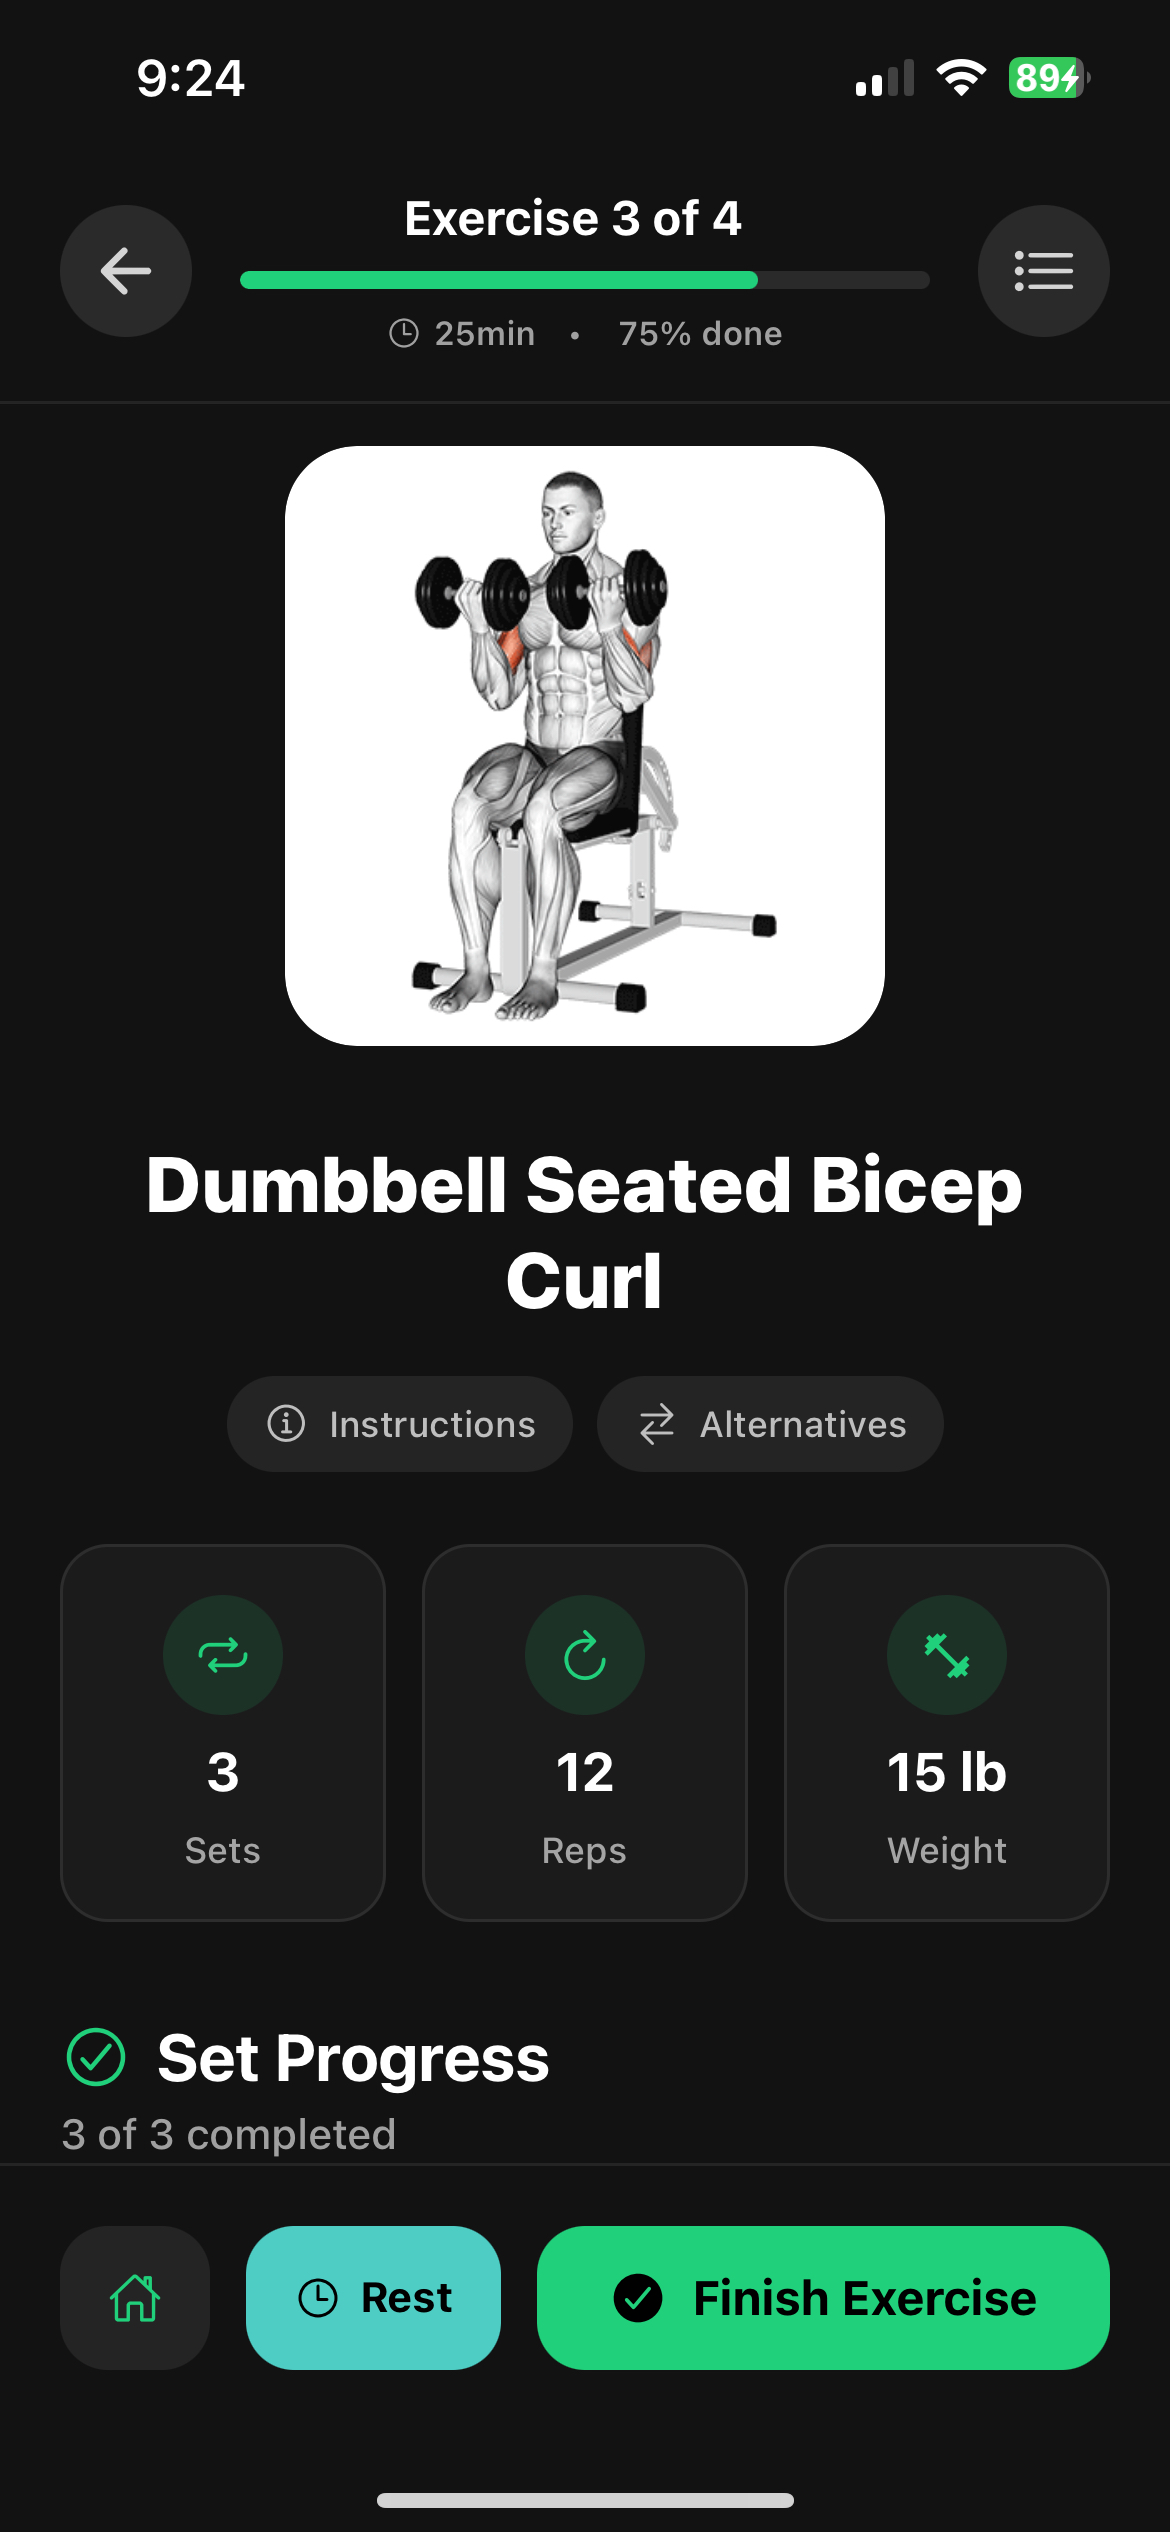 9:24
89
Exercise 3 of 4
25min • 75% done
Dumbbell Seated Bicep
Curl
Instructions
Alternatives
3
Sets
12
Reps
15 lb
Weight
Set Progress
3 of 3 completed
Rest
Finish Exercise